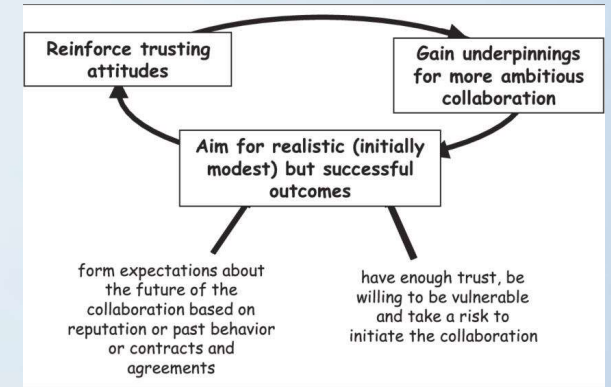 Reinforce trusting
attitudes
Gain underpinnings
for more ambitious
collaboration
Aim for realistic (initially
modest) but successful
outcomes
form expectations about
the future of the
collaboration based on
reputation or past behavior
or contracts and
agreements
have enough trust, be
willing to be vulnerable
and take a risk to
initiate the collaboration